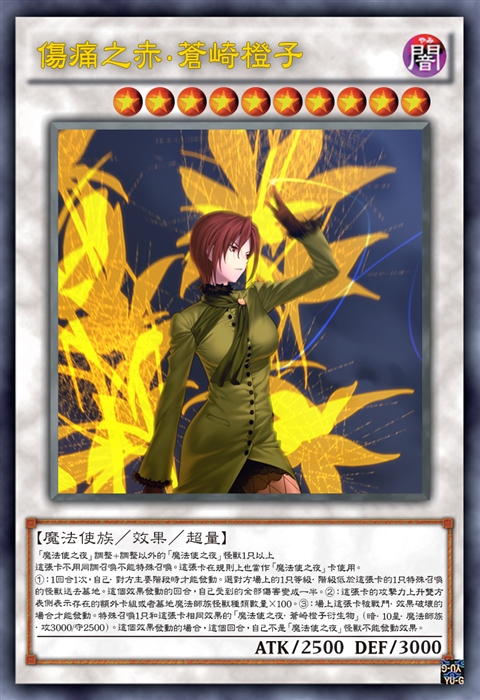 傷痛之赤·蒼崎橙子
やみ
闇
【魔法使族／效果／超量】
「魔法使之夜」調整+調整以外的「魔法使之夜」怪獸1只以上
這張卡不用同調召喚不能特殊召喚。這張卡在規則上也當作「魔法使之夜」卡使用。
①：1回合1次，自己·對方主要階段時才能發動。選對方場上的1只等級·階級低於這張卡的1只特殊召喚
的怪獸送去墓地。這個效果發動的回合，自己受到的全部傷害變成一半。②：這張卡的攻擊力上升雙方
表側表示存在的額外卡組或者墓地魔法師族怪獸種類數量×100。③：場上這張卡被戰鬥·效果破壞的
場合才能發動。特殊召喚1只和這張卡相同效果的「魔法使之夜·蒼崎橙子衍生物」(暗·10星·魔法師族
·攻3000/守2500)。這個效果發動的場合，這個回合，自己不是「魔法使之夜」怪獸不能發動效果。
ATK/2500 DEF/3000